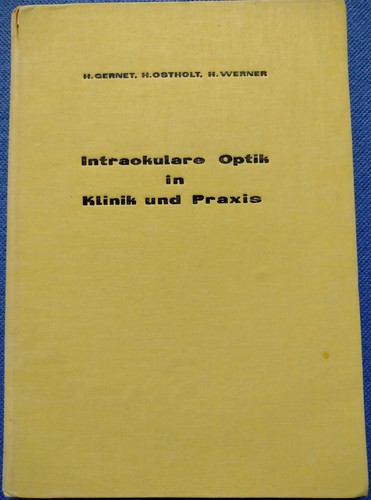 H. GERNET, H. OSTHOLT, H. WERNER
Intraokulare Optik
in
Klinik und Praxis